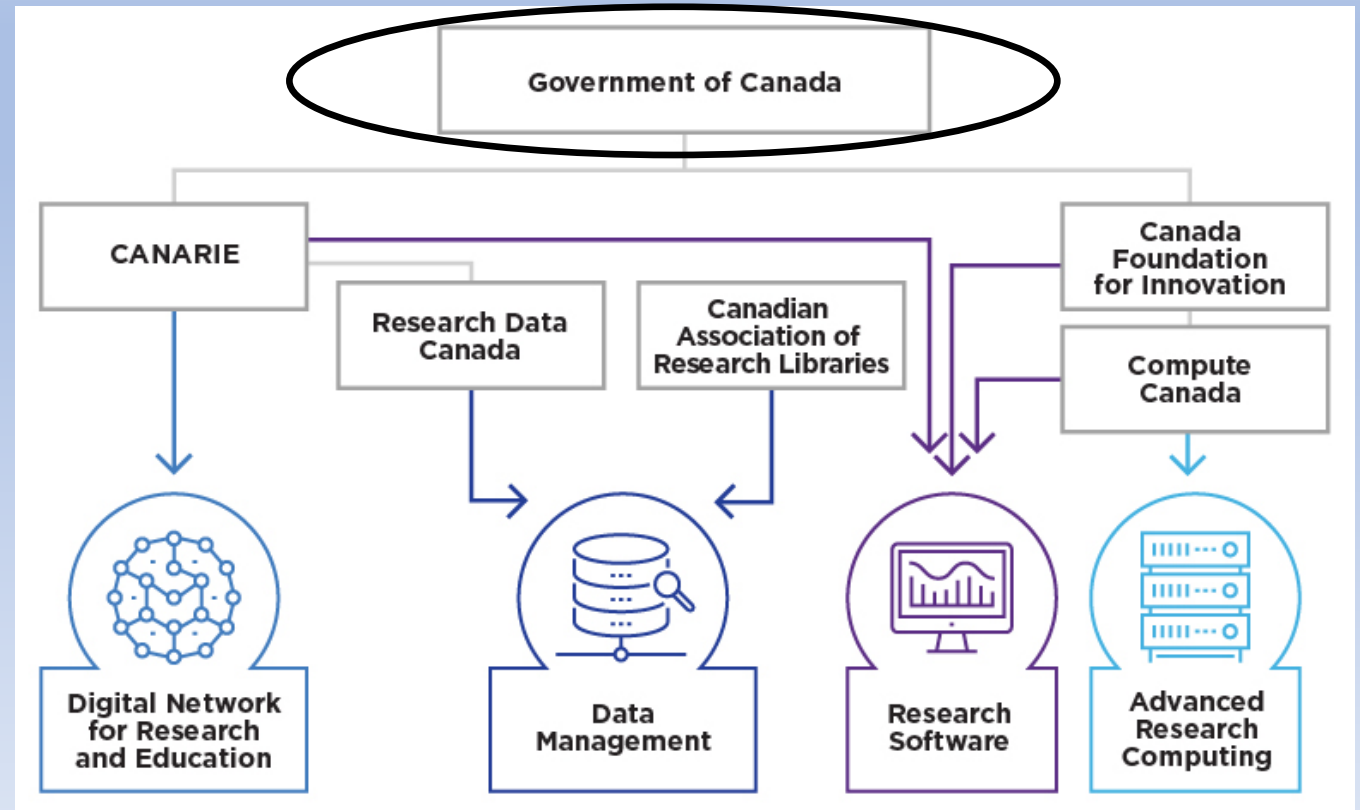 Government of Canada
CANARIE
Canada
Foundation
for Innovation
Research Data
Canada
Canadian
Association of
Research Libraries
Compute
Canada
Digital Network
for Research
and Education
Data
Management
Research
Software
Advanced
Research
Computing